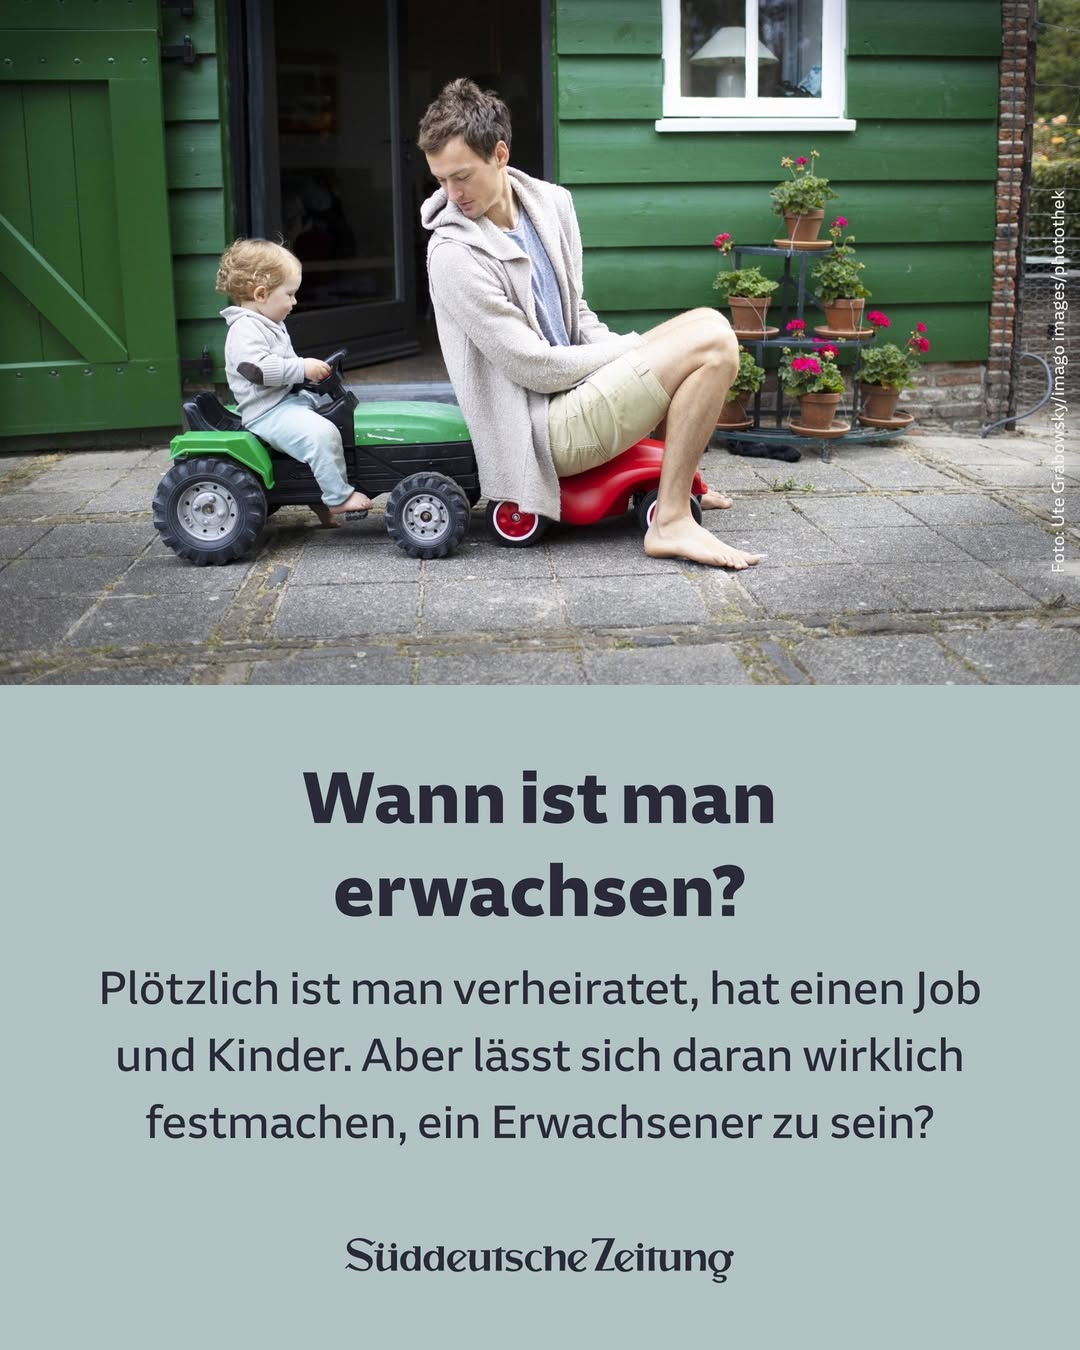 Foto: Ute Grabowsky/imago images/photothek
Wann ist man
erwachsen?
Plötzlich ist man verheiratet, hat einen Job
und Kinder. Aber lässt sich daran wirklich
festmachen, ein Erwachsener zu sein?
Süddeutsche Zeitung